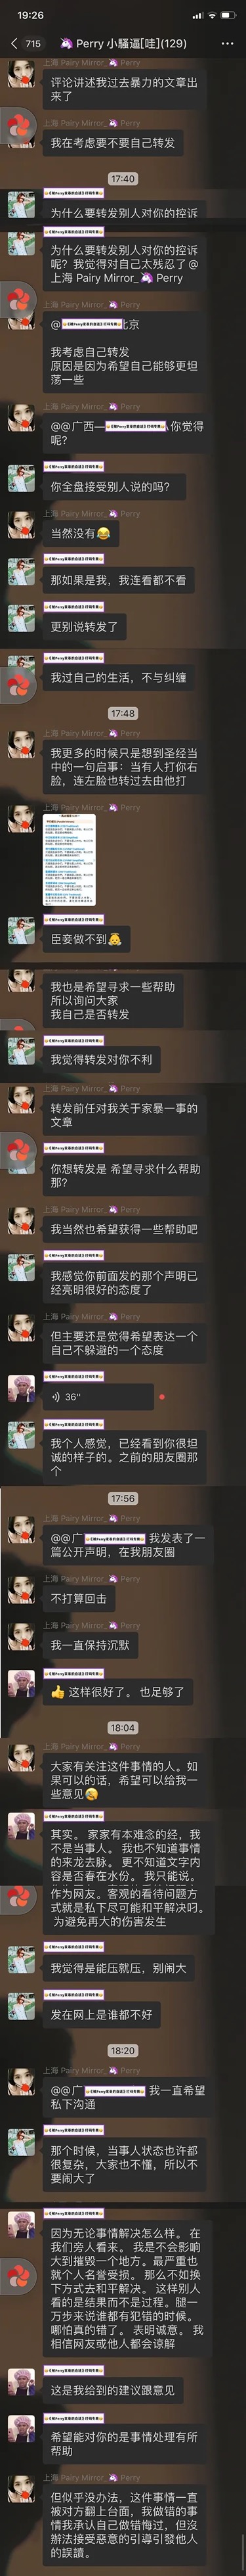 19:26
715
🦄 Perry 小騷逼[哇](129)
上海 Pairy Mirror_🦄 Perry
评论讲述我过去暴力的文章出
来了
上海 Pairy Mirror_🦄 Perry
我在考虑要不要自己转发
17:40
为什么要转发别人对你的控诉
为什么要转发别人对你的控诉
呢？我觉得对自己太残忍了 @
上海 Pairy Mirror_🦄 Perry
上海 Pairy Mirror_🦄 Perry
@ 北京
我考虑自己转发
原因是因为希望自己能够更坦
荡一些
上海 Pairy Mirror_🦄 Perry
@@广西一 你觉得
呢？
你全盘接受别人说的吗？
上海 Pairy Mirror_🦄 Perry
当然没有😂
那如果是我，我连看都不看
更别说转发了
我过自己的生活，不与纠缠
17:48
上海 Pairy Mirror_🦄 Perry
我更多的时候只是想到圣经当
中的一句启事：当有人打你右
脸，连左脸也转过去由他打
上海 Pairy Mirror_🦄 Perry
臣妾做不到
我也是希望寻求一些帮助
所以询问大家
我自己是否转发
我觉得转发对你不利
上海 Pairy Mirror_🦄 Perry
转发前任对我关于家暴一事的
文章
你想转发是 希望寻求什么帮助
那？
上海 Pairy Mirror_🦄 Perry
我当然也希望获得一些帮助吧
我感觉你前面发的那个声明已
经亮明很好的态度了
上海 Pairy Mirror_🦄 Perry
但主要还是觉得希望表达一个
自己不躲避的一个态度
36"
我个人感觉，已经看到你很坦
诚的样子的。之前的朋友圈那
个
17:56
上海 Pairy Mirror_🦄 Perry
@@广 我发表了一
篇公开声明，在我朋友圈
上海 Pairy Mirror_🦄 Perry
不打算回击
上海 Pairy Mirror_🦄 Perry
我一直保持沉默
👍 这样很好了。 也足够了
18:04
上海 Pairy Mirror_🦄 Perry
大家有关注这件事情的人。如
果可以的话，希望可以给我一
些意见
其实。 家家有本难念的经，我
不是当事人。 我也不知道事情
的来龙去脉。 更不知道文字内
容是否舂在水份。 我只能说。
作为网友。客观的看待问题方
式就是私下尽可能和平解决叼。
为避免再大的伤害发生
我觉得是能压就压，别闹大
发在网上是谁都不好
18:20
上海 Pairy Mirror_🦄 Perry
@@广 我一直希望
私下沟通
那个时候，当事人状态也许都
很复杂，大家也不懂，所以不
要闹大了
因为无论事情解决怎么样。 在
我们旁人看来。 我是不会影响
大到摧毁一个地方。最严重也
就个人名誉受损。 那么不如换
下方式去和平解决。 这样别人
看的是结果而不是过程。腿一
万步来说谁都有犯错的时候。
哪怕真的错了。 表明诚意。 我
相信网友或他人都会谅解
这是我给到的建议跟意见
希望能对你的是事情处理有所
帮助
上海 Pairy Mirror_🦄 Perry
但似乎没办法，这件事情一直
被对方翻上台面，我做错的事
情我承认自己做错悔过，但沒
辦法接受惡意的引導引發他人
的誤讀。